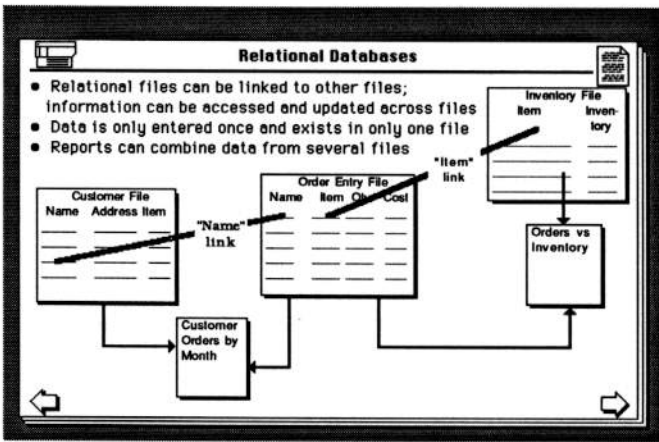 Relational Databases
• Relational files can be linked to other files;
information can be accessed and updated across files
• Data is only entered once and exists in only one file
• Reports can combine data from several files
Inventory File
Item Inven-
tory
"Item"
link
Customer File
Name Address Item
"Name"
link
Order Entry File
Name Item Cost
Orders vs
Inventory
Customer
Orders by
Month